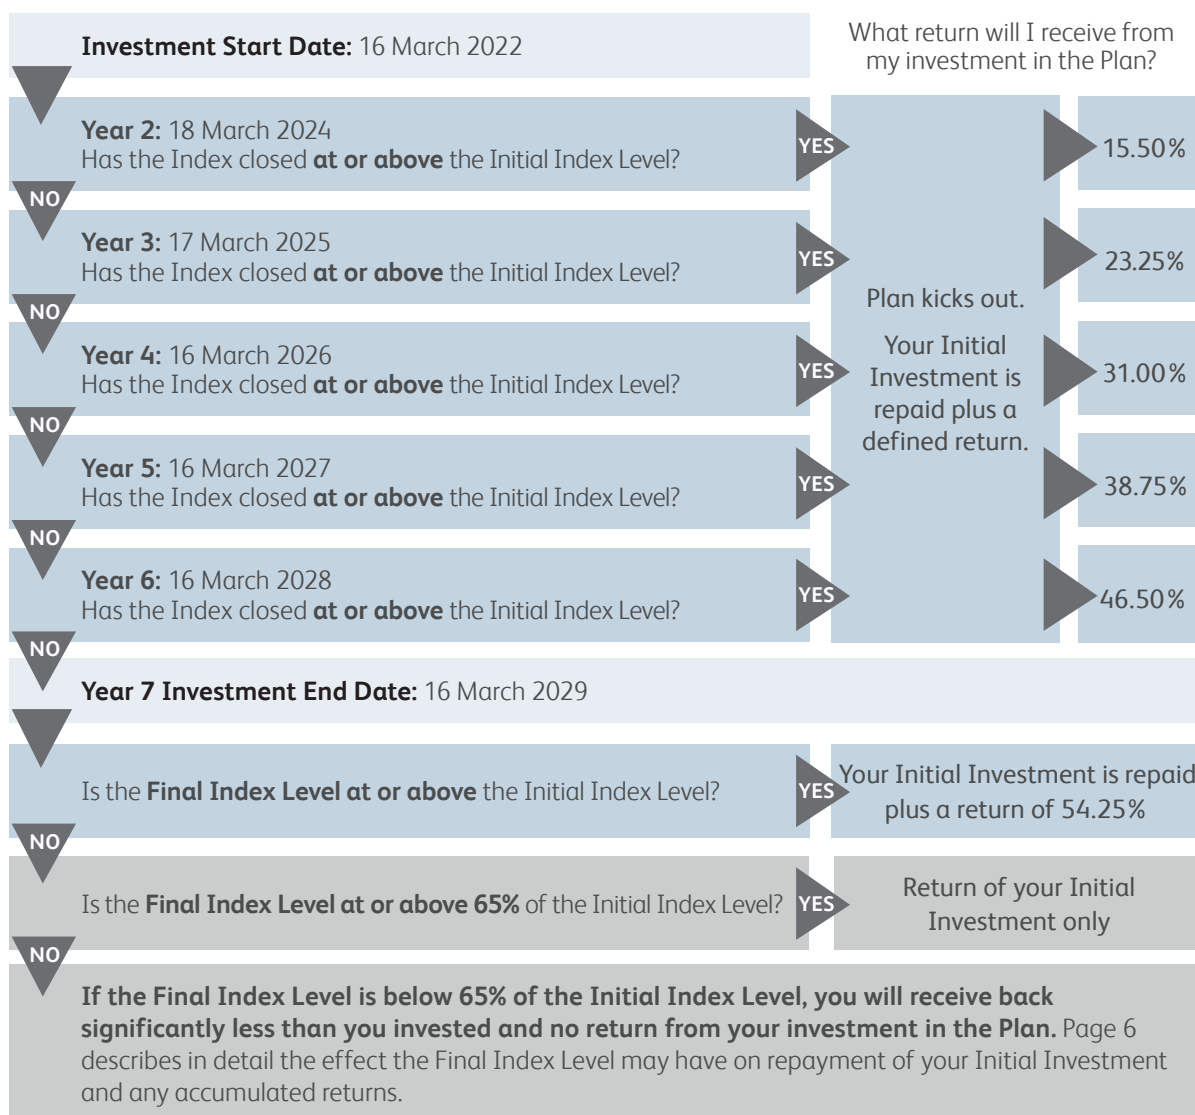 Investment Start Date: 16 March 2022
What return will I receive from
my investment in the Plan?
Year 2: 18 March 2024
Has the Index closed at or above the Initial Index Level?
YES
15.50%
NO
Year 3: 17 March 2025
Has the Index closed at or above the Initial Index Level?
YES
23.25%
NO
Plan kicks out.
Your Initial
Investment is
repaid plus a
defined return.
Year 4: 16 March 2026
Has the Index closed at or above the Initial Index Level?
YES
31.00%
NO
Year 5: 16 March 2027
Has the Index closed at or above the Initial Index Level?
YES
38.75%
NO
Year 6: 16 March 2028
Has the Index closed at or above the Initial Index Level?
YES
46.50%
NO
Year 7 Investment End Date: 16 March 2029
Is the Final Index Level at or above the Initial Index Level?
YES
Your Initial Investment is repaid
plus a return of 54.25%
NO
Is the Final Index Level at or above 65% of the Initial Index Level?
YES
Return of your Initial
Investment only
NO
If the Final Index Level is below 65% of the Initial Index Level, you will receive back
significantly less than you invested and no return from your investment in the Plan. Page 6
describes in detail the effect the Final Index Level may have on repayment of your Initial Investment
and any accumulated returns.